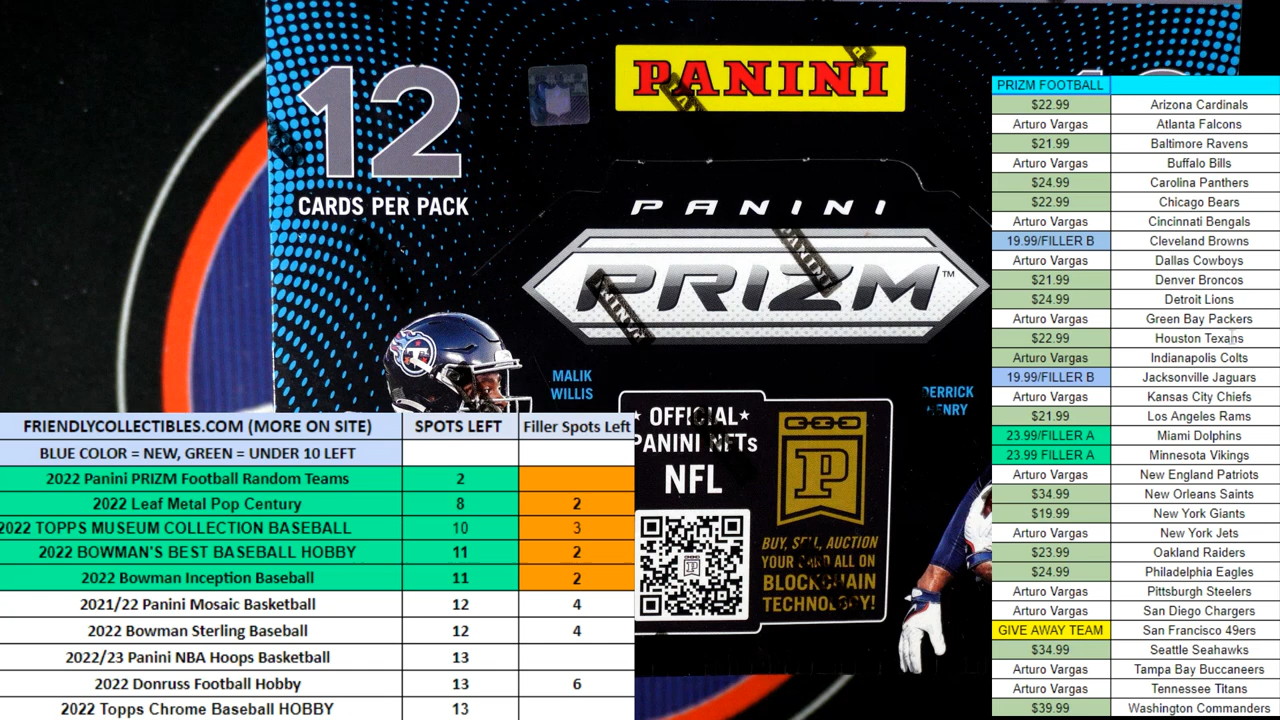 12
CARDS PER PACK
PANINI
PANINI
PRIZM™
MALIK
WILLIS
★ OFFICIAL ★
PANINI NFTs
NFL
P
BUY, SELL, AUCTION
YOUR CARD ALL ON
BLOCKCHAIN
TECHNOLOGY!
FRIENDLYCOLLECTIBLES.COM (MORE ON SITE) SPOTS LEFT Filler Spots Left
BLUE COLOR = NEW, GREEN = UNDER 10 LEFT
2022 Panini PRIZM Football Random Teams 2
2022 Leaf Metal Pop Century 8 2
2022 TOPPS MUSEUM COLLECTION BASEBALL 10 3
2022 BOWMAN'S BEST BASEBALL HOBBY 11 2
2022 Bowman Inception Baseball 11 2
2021/22 Panini Mosaic Basketball 12 4
2022 Bowman Sterling Baseball 12 4
2022/23 Panini NBA Hoops Basketball 13
2022 Donruss Football Hobby 13 6
2022 Topps Chrome Baseball HOBBY 13
PRIZM FOOTBALL
$22.99 Arizona Cardinals
Arturo Vargas Atlanta Falcons
$21.99 Baltimore Ravens
Arturo Vargas Buffalo Bills
$24.99 Carolina Panthers
$22.99 Chicago Bears
Arturo Vargas Cincinnati Bengals
19.99/FILLER B Cleveland Browns
Arturo Vargas Dallas Cowboys
$21.99 Denver Broncos
$24.99 Detroit Lions
Arturo Vargas Green Bay Packers
$22.99 Houston Texans
Arturo Vargas Indianapolis Colts
19.99/FILLER B Jacksonville Jaguars
Arturo Vargas Kansas City Chiefs
$21.99 Los Angeles Rams
23.99/FILLER A Miami Dolphins
23.99 FILLER A Minnesota Vikings
Arturo Vargas New England Patriots
$34.99 New Orleans Saints
$19.99 New York Giants
Arturo Vargas New York Jets
$23.99 Oakland Raiders
$24.99 Philadelphia Eagles
Arturo Vargas Pittsburgh Steelers
Arturo Vargas San Diego Chargers
GIVE AWAY TEAM San Francisco 49ers
$34.99 Seattle Seahawks
Arturo Vargas Tampa Bay Buccaneers
Arturo Vargas Tennessee Titans
$39.99 Washington Commanders